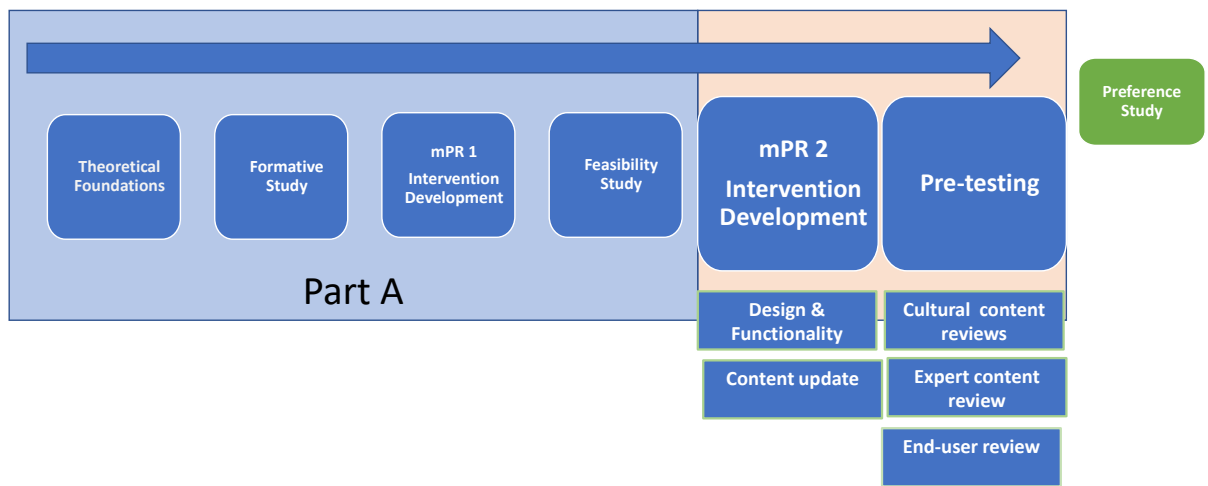 Theoretical
Foundations
Formative
Study
mPR 1
Intervention
Development
Feasibility
Study
mPR 2
Intervention
Development
Pre-testing
Preference
Study
Part A
Design &
Functionality
Content update
Cultural content
reviews
Expert content
review
End-user review